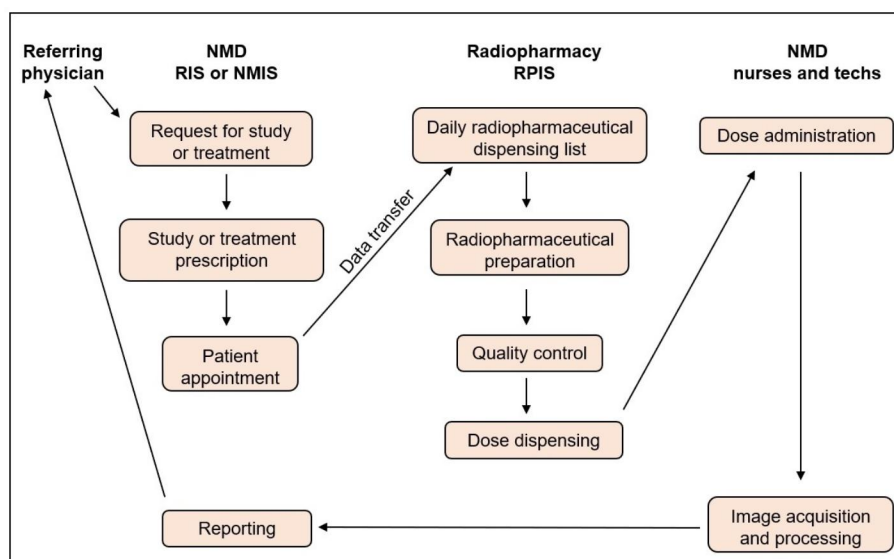 Referring
physician
NMD
RIS or NMIS
Radiopharmacy
RPIS
NMD
nurses and techs
Request for study
or treatment
Daily radiopharmaceutical
dispensing list
Dose administration
Study or treatment
prescription
Data transfer
Radiopharmaceutical
preparation
Patient
appointment
Quality control
Dose dispensing
Reporting
Image acquisition
and processing